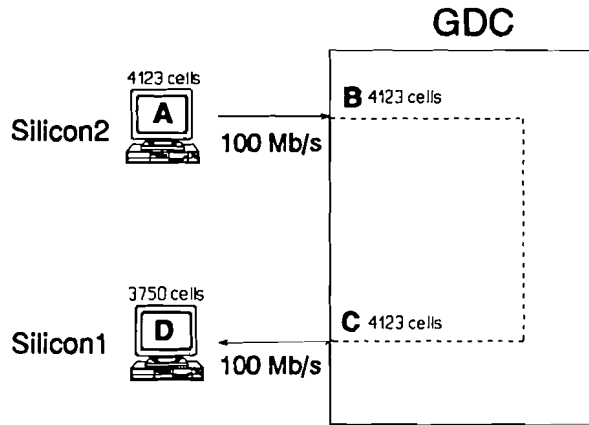 GDC
4123 cells
A
Silicon2
100 Mb/s
B 4123 cells
3750 cells
D
Silicon1
100 Mb/s
C 4123 cells